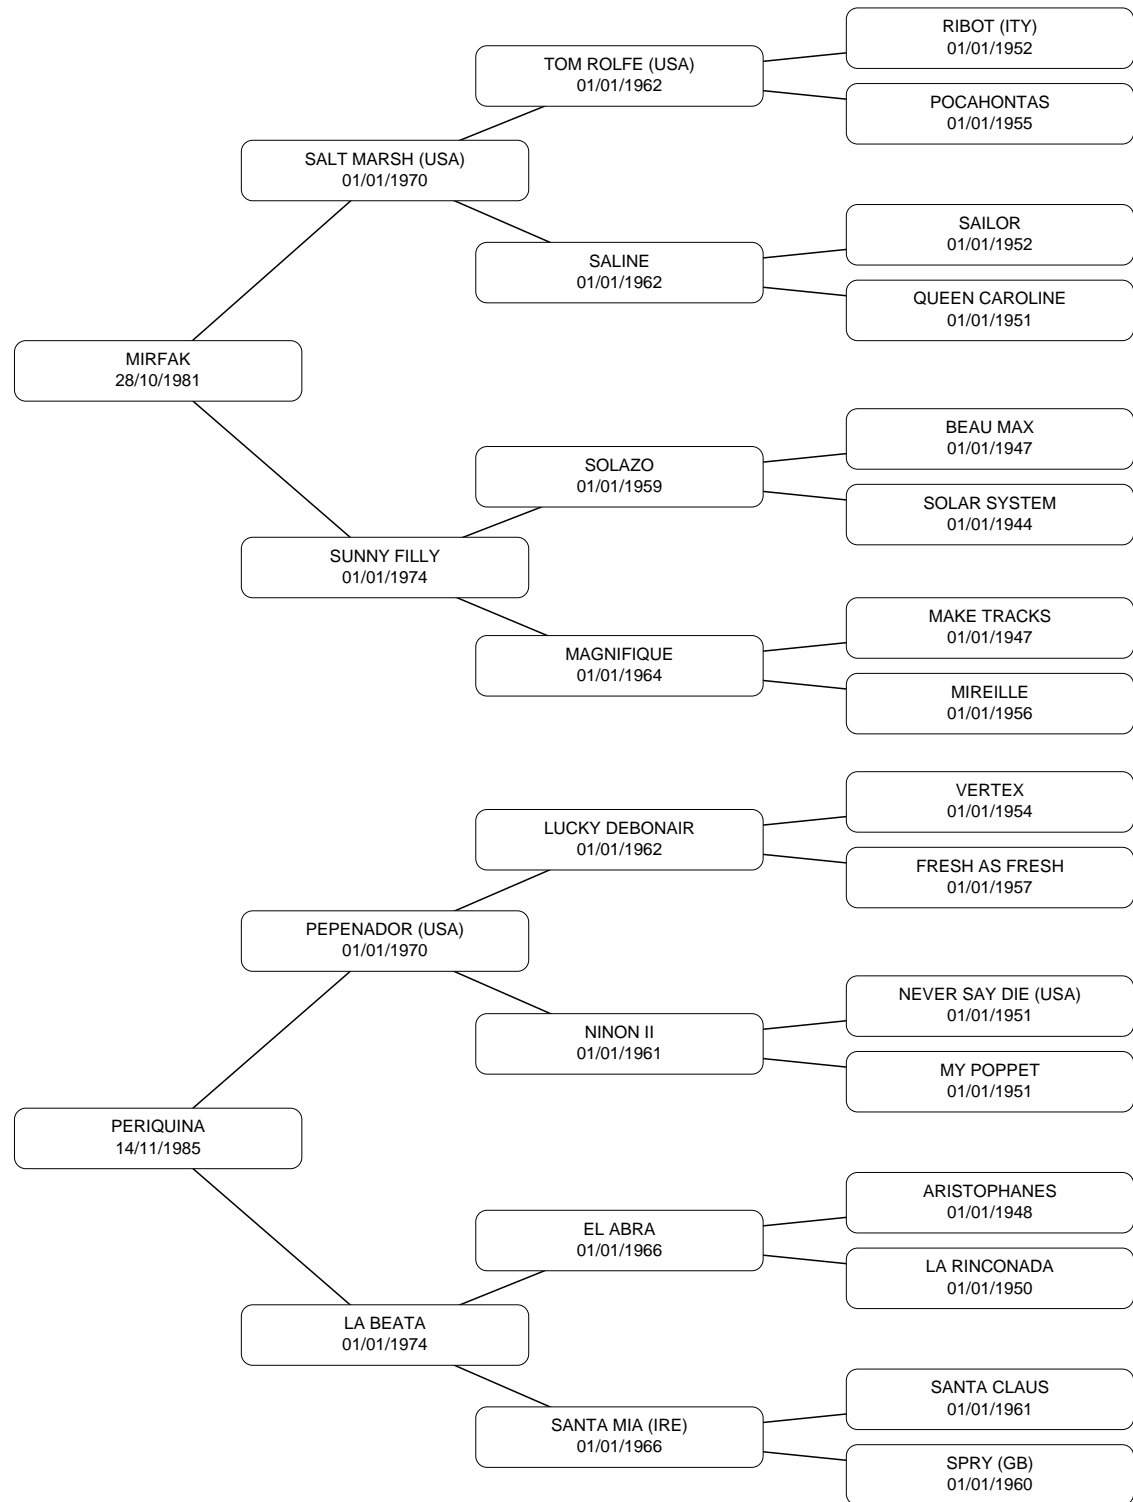 RIBOT (ITY)
01/01/1952
TOM ROLFE (USA)
01/01/1962
POCAHONTAS
01/01/1955
SALT MARSH (USA)
01/01/1970
SAILOR
01/01/1952
SALINE
01/01/1962
QUEEN CAROLINE
01/01/1951
MIRFAK
28/10/1981
BEAU MAX
01/01/1947
SOLAZO
01/01/1959
SOLAR SYSTEM
01/01/1944
SUNNY FILLY
01/01/1974
MAKE TRACKS
01/01/1947
MAGNIFIQUE
01/01/1964
MIREILLE
01/01/1956
VERTEX
01/01/1954
LUCKY DEBONAIR
01/01/1962
FRESH AS FRESH
01/01/1957
PEPENADOR (USA)
01/01/1970
NEVER SAY DIE (USA)
01/01/1951
NINON II
01/01/1961
MY POPPET
01/01/1951
PERIQUINA
14/11/1985
ARISTOPHANES
01/01/1948
EL ABRA
01/01/1966
LA RINCONADA
01/01/1950
LA BEATA
01/01/1974
SANTA CLAUS
01/01/1961
SANTA MIA (IRE)
01/01/1966
SPRY (GB)
01/01/1960